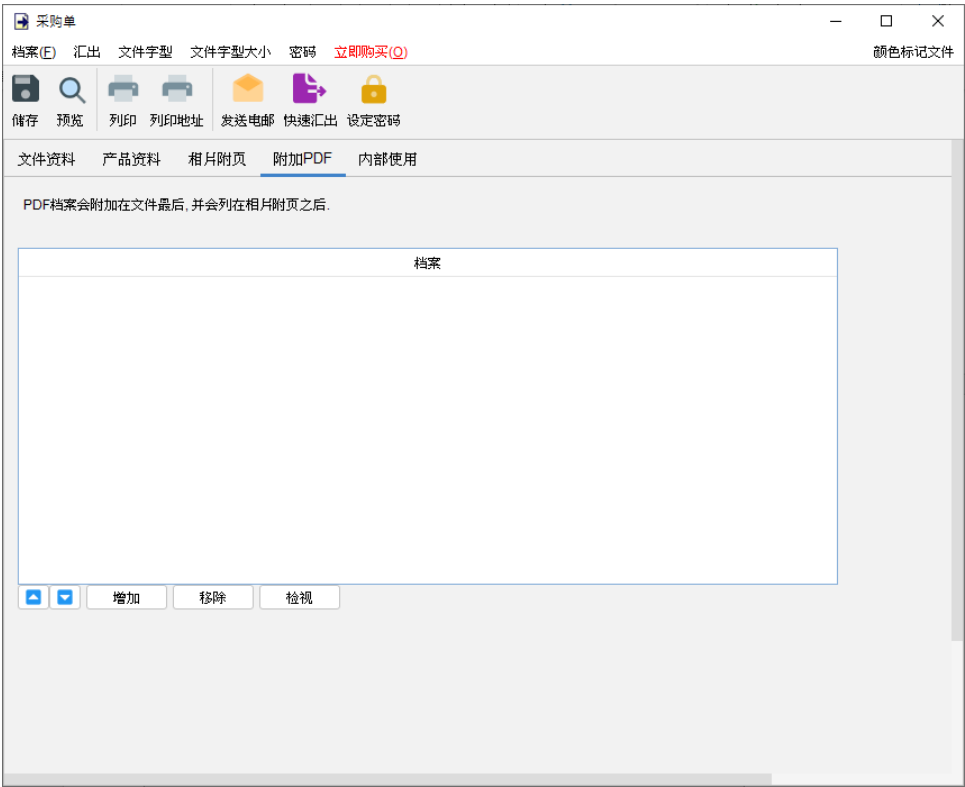 采购单
档案(F) 汇出 文件字型 文件字型大小 密码 立即购买(O) 颜色标记文件
储存 预览 列印 列印地址 发送电邮 快速汇出 设定密码
文件资料 产品资料 相片附页 附加PDF 内部使用
PDF档案会附加在文件最后, 并会列在相片附页之后.
档案
增加 移除 检视